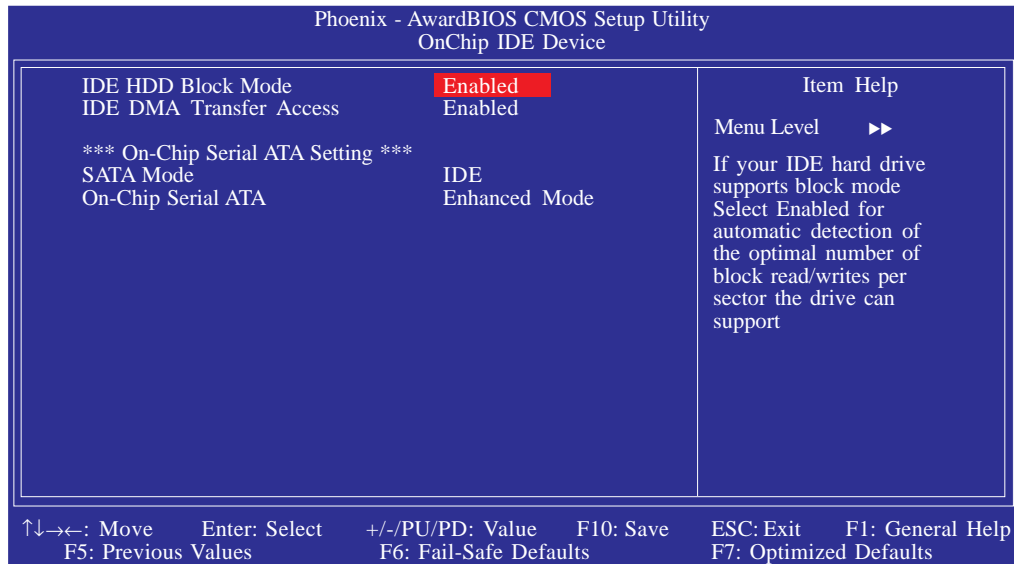 Phoenix - AwardBIOS CMOS Setup Utility
OnChip IDE Device
IDE HDD Block Mode Enabled
IDE DMA Transfer Access Enabled
*** On-Chip Serial ATA Setting ***
SATA Mode IDE
On-Chip Serial ATA Enhanced Mode
Item Help
Menu Level ►►
If your IDE hard drive
supports block mode
Select Enabled for
automatic detection of
the optimal number of
block read/writes per
sector the drive can
support
↑↓→←: Move Enter: Select +/-/PU/PD: Value F10: Save ESC: Exit F1: General Help
F5: Previous Values F6: Fail-Safe Defaults F7: Optimized Defaults